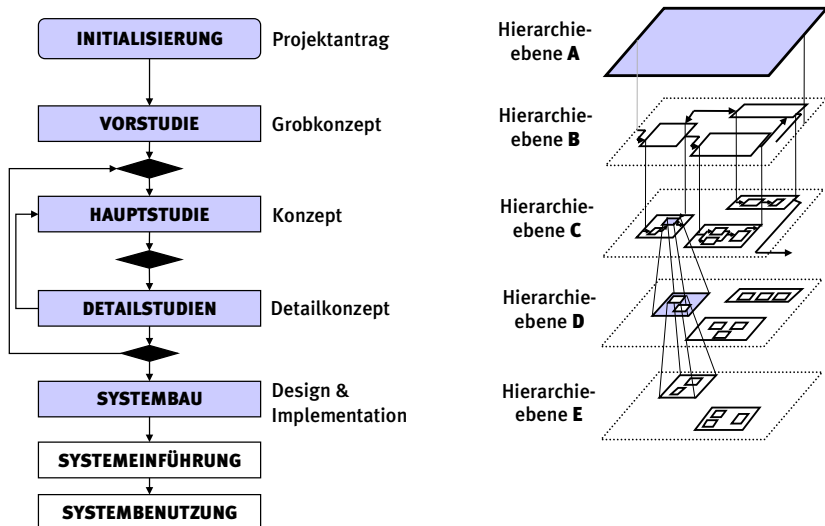 INITIALISIERUNG
Projektantrag
VORSTUDIE
Grobkonzept
HAUPTSTUDIE
Konzept
DETAILSTUDIEN
Detailkonzept
SYSTEMBAU
Design &
Implementation
SYSTEMEINFÜHRUNG
SYSTEMBENUTZUNG
Hierarchie-
ebene A
Hierarchie-
ebene B
Hierarchie-
ebene C
Hierarchie-
ebene D
Hierarchie-
ebene E